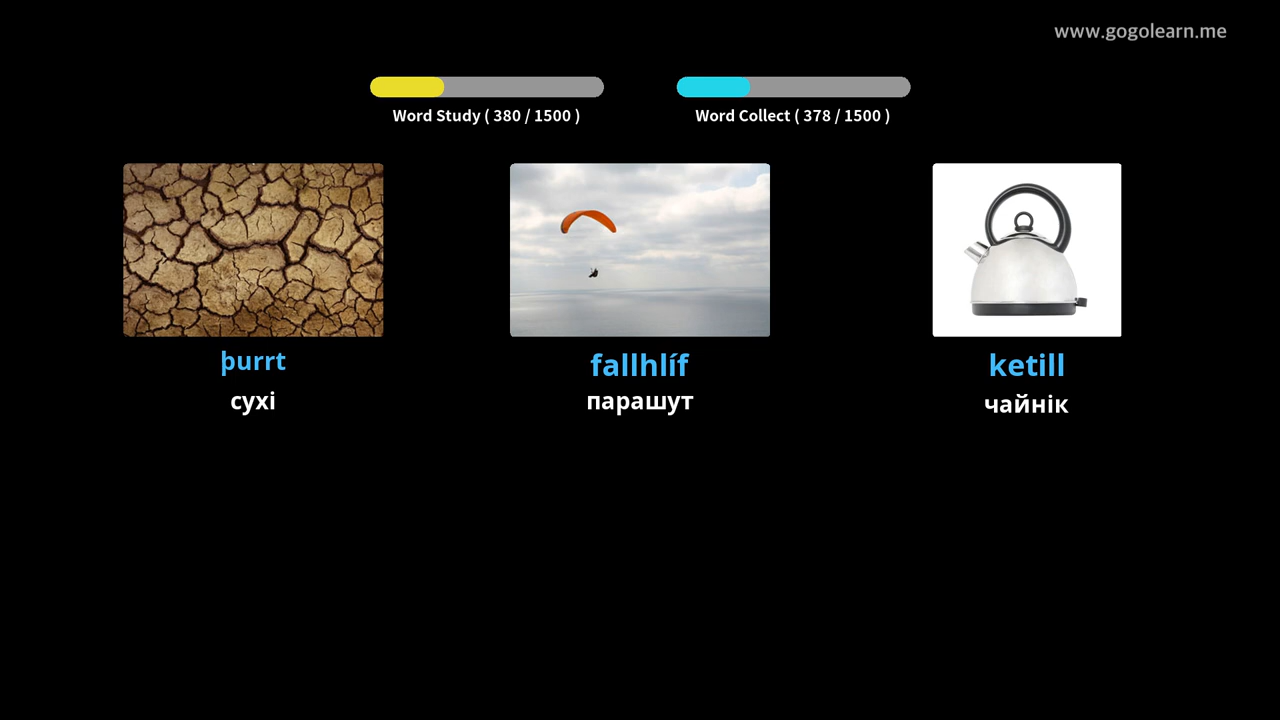 www.gogolearn.me
Word Study ( 380 / 1500 )
Word Collect ( 378 / 1500 )
þurrt
fallhlíf
ketill
сухі
парашут
чайнік